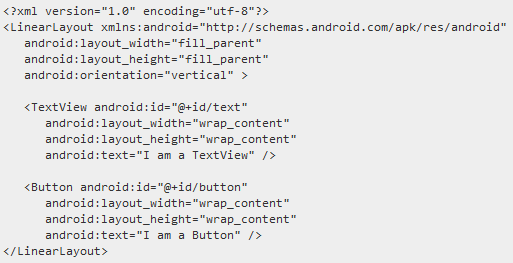 <?xml version="1.0" encoding="utf-8"?>
<LinearLayout xmlns:android="http://schemas.android.com/apk/res/android"
   android:layout_width="fill_parent"
   android:layout_height="fill_parent"
   android:orientation="vertical" >

   <TextView android:id="@+id/text"
      android:layout_width="wrap_content"
      android:layout_height="wrap_content"
      android:text="I am a TextView" />

   <Button android:id="@+id/button"
      android:layout_width="wrap_content"
      android:layout_height="wrap_content"
      android:text="I am a Button" />
</LinearLayout>